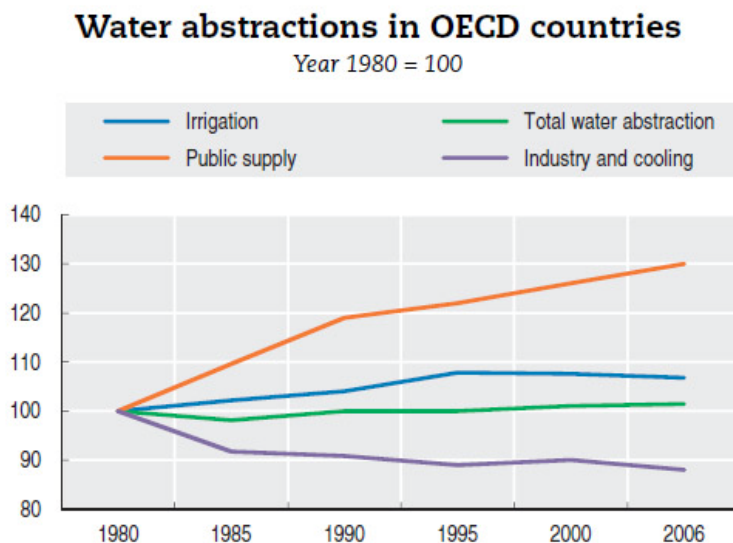 Water abstractions in OECD countries
Year 1980 = 100
Irrigation
Total water abstraction
Public supply
Industry and cooling
140
130
120
110
100
90
80
1980 1985 1990 1995 2000 2006